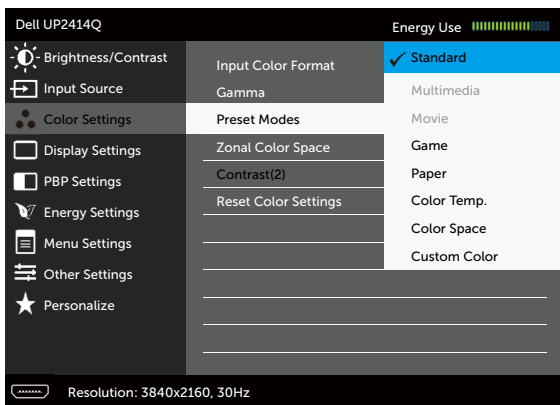 Dell UP2414Q
Energy Use
Brightness/Contrast
Input Source
Color Settings
Display Settings
PBP Settings
Energy Settings
Menu Settings
Other Settings
Personalize
Input Color Format
Gamma
Preset Modes
Zonal Color Space
Contrast(2)
Reset Color Settings
Standard
Multimedia
Movie
Game
Paper
Color Temp.
Color Space
Custom Color
Resolution: 3840x2160, 30Hz